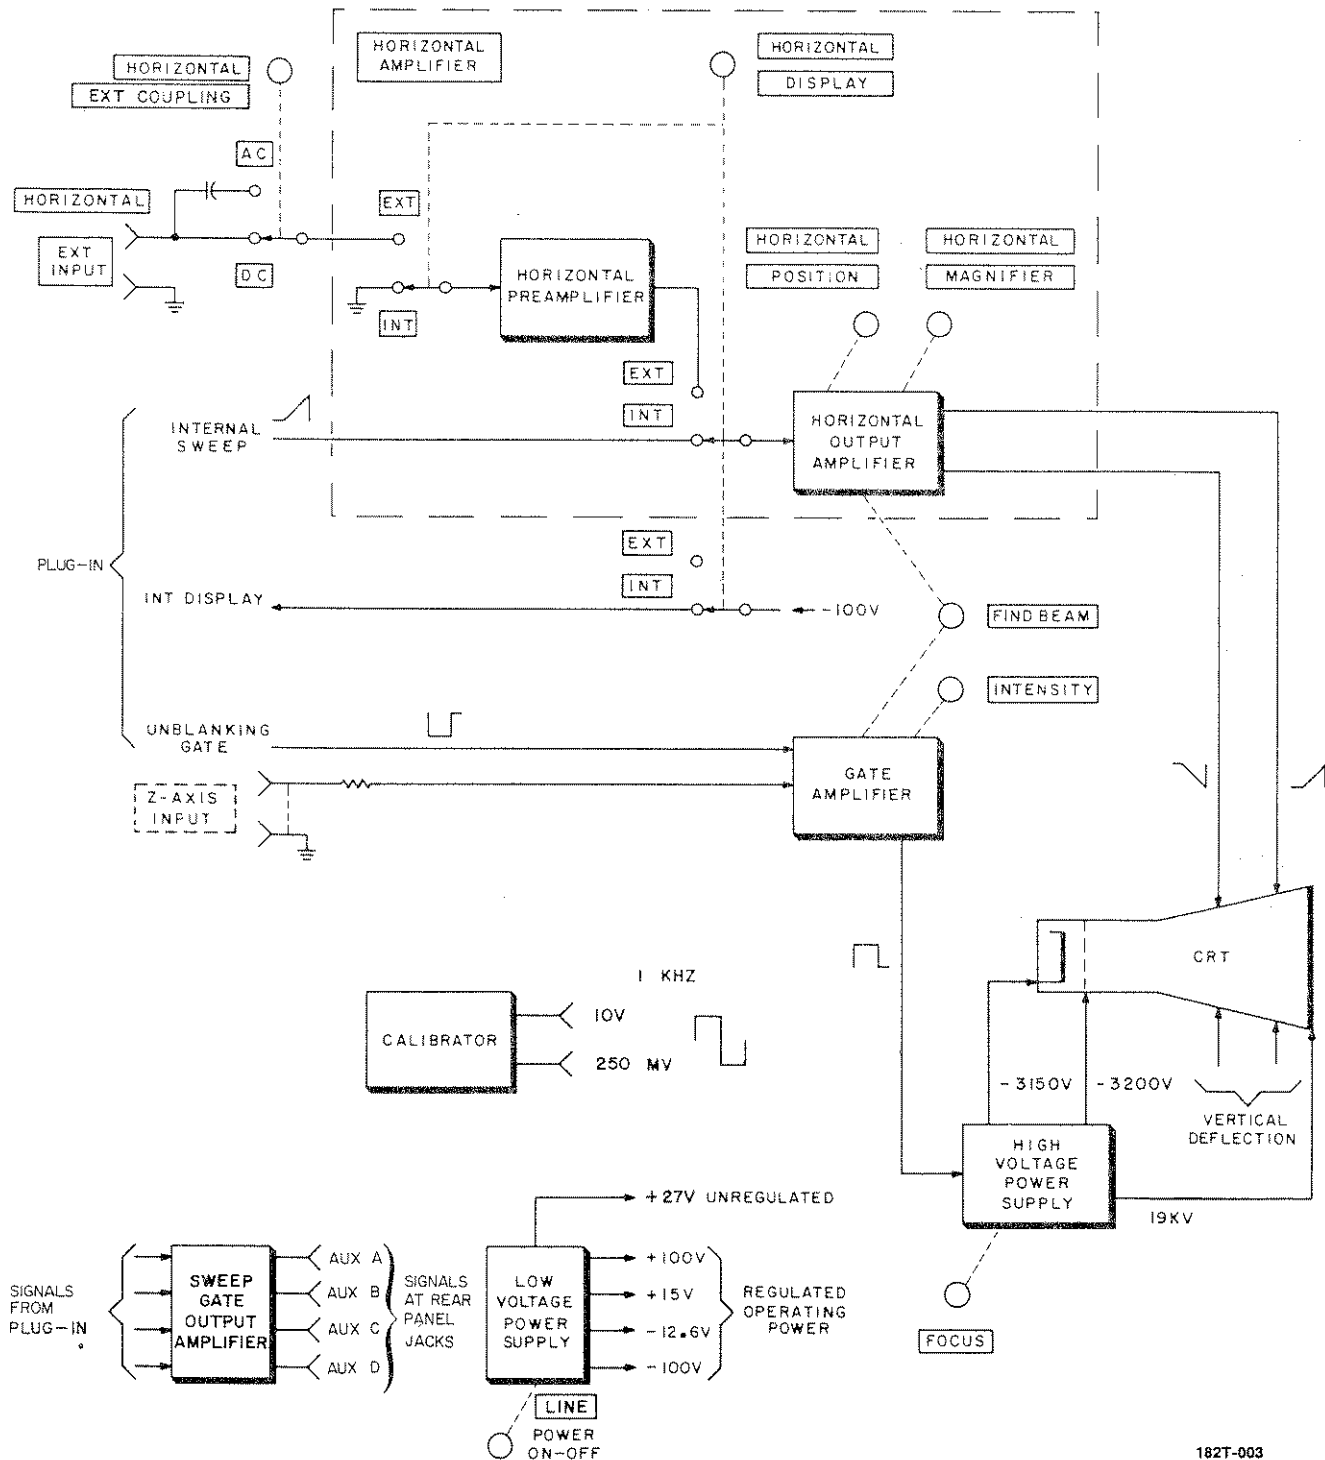 HORIZONTAL
AMPLIFIER
HORIZONTAL
DISPLAY
HORIZONTAL
EXT COUPLING
AC
HORIZONTAL
EXT
INPUT
DC
EXT
INT
HORIZONTAL
PREAMPLIFIER
HORIZONTAL
POSITION
HORIZONTAL
MAGNIFIER
EXT
INT
INTERNAL
SWEEP
HORIZONTAL
OUTPUT
AMPLIFIER
PLUG-IN
EXT
INT
INT DISPLAY
-100V
FIND BEAM
INTENSITY
UNBLANKING
GATE
Z-AXIS
INPUT
GATE
AMPLIFIER
CRT
1 KHZ
CALIBRATOR
10V
250 MV
-3150V
-3200V
VERTICAL
DEFLECTION
HIGH
VOLTAGE
POWER
SUPPLY
19KV
+27V UNREGULATED
SIGNALS
FROM
PLUG-IN
SWEEP
GATE
OUTPUT
AMPLIFIER
AUX A
AUX B
AUX C
AUX D
SIGNALS
AT REAR
PANEL
JACKS
LOW
VOLTAGE
POWER
SUPPLY
+100V
+15V
-12.6V
-100V
REGULATED
OPERATING
POWER
FOCUS
LINE
POWER
ON-OFF
182T-003